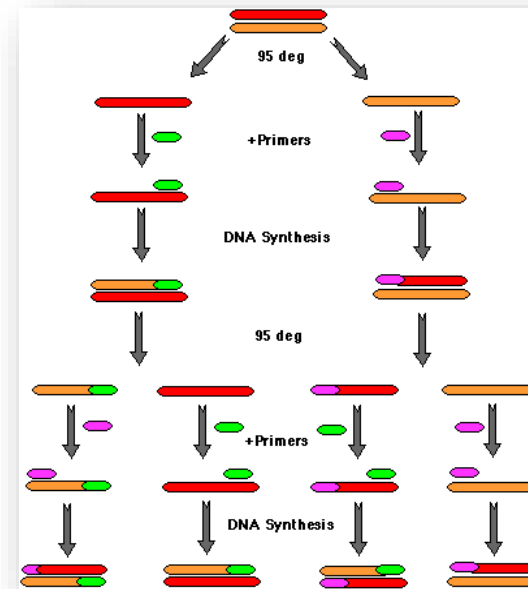 95 deg
+Primers
DNA Synthesis
95 deg
+Primers
DNA Synthesis